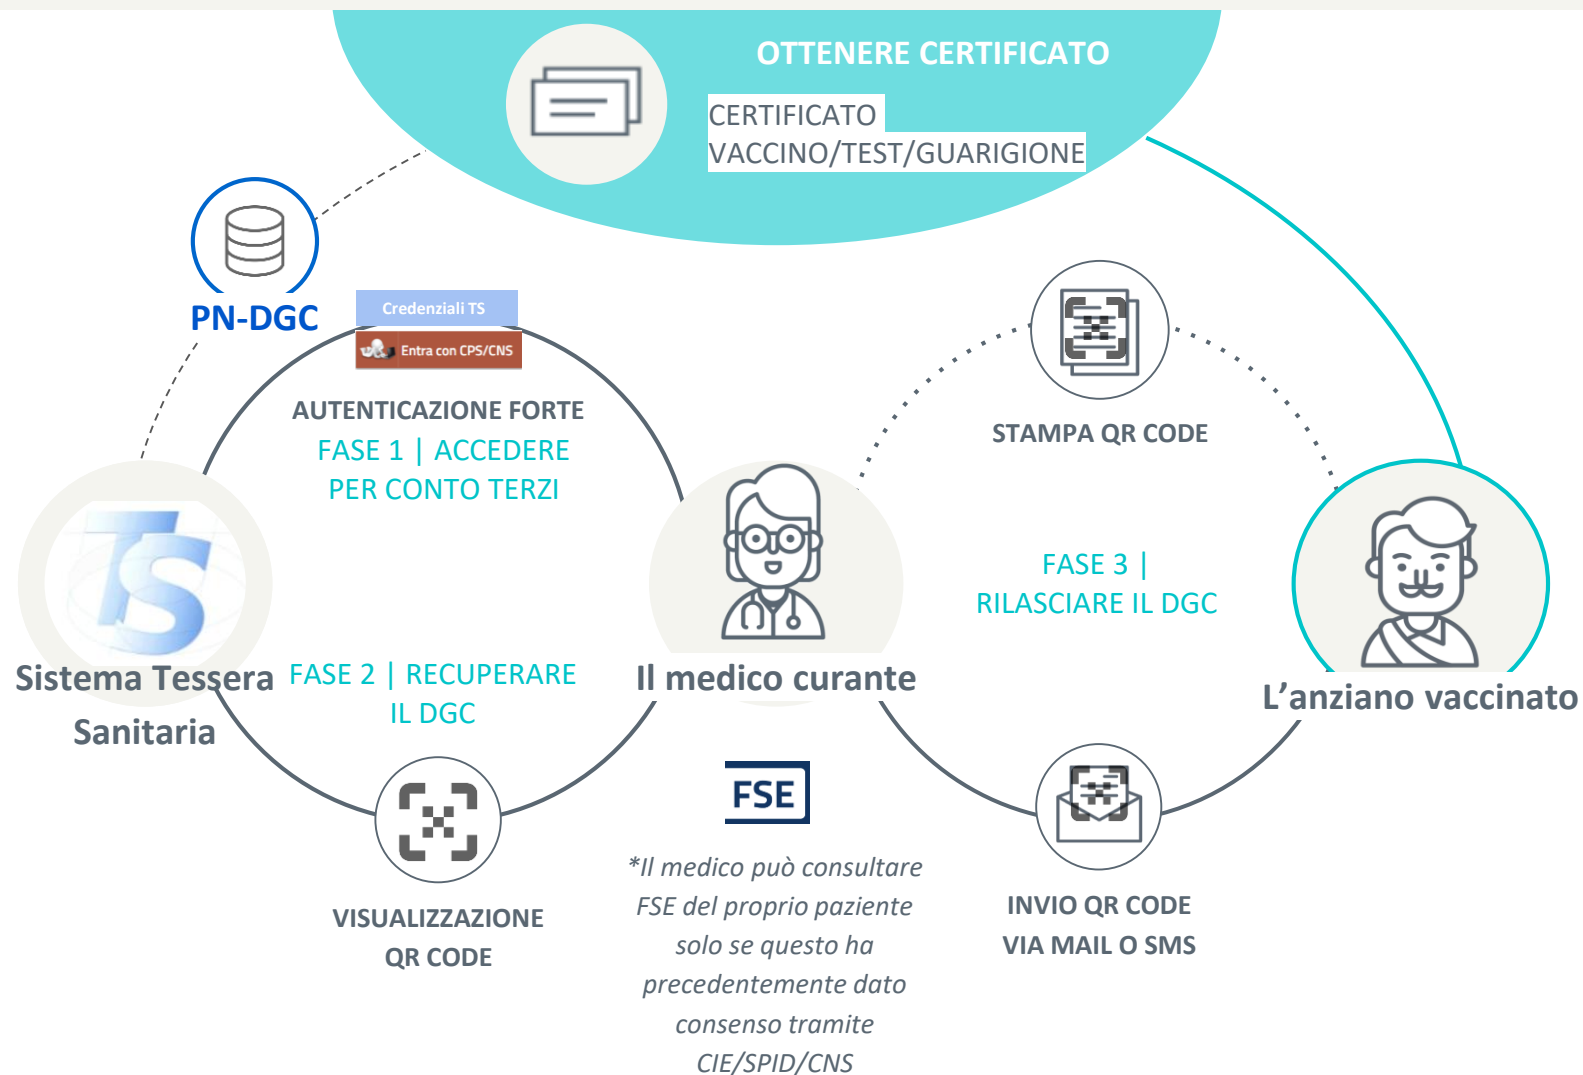 OTTENERE CERTIFICATO
CERTIFICATO
VACCINO/TEST/GUARIGIONE
PN-DGC
Credenziali TS
Entra con CPS/CNS
AUTENTICAZIONE FORTE
FASE 1 | ACCEDERE
PER CONTO TERZI
STAMPA QR CODE
TS
FASE 3 |
RILASCIARE IL DGC
Sistema Tessera
Sanitaria
FASE 2 | RECUPERARE
IL DGC
Il medico curante
L’anziano vaccinato
FSE
VISUALIZZAZIONE
QR CODE
*Il medico può consultare
FSE del proprio paziente
solo se questo ha
precedentemente dato
consenso tramite
CIE/SPID/CNS
INVIO QR CODE
VIA MAIL O SMS